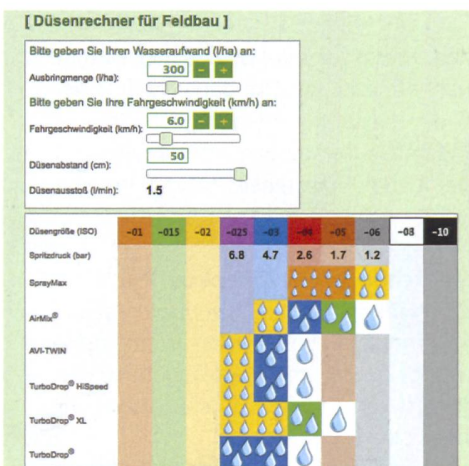 [ Düsenrechner für Feldbau ]
Bitte geben Sie Ihren Wasseraufwand (l/ha) an:
Ausbringmenge (l/ha): 300 - +
Bitte geben Sie Ihre Fahrgeschwindigkeit (km/h) an:
Fahrgeschwindigkeit (km/h): 6.0 - +
Düsenabstand (cm): 50
Düsenausstoß (l/min): 1.5
Düsengröße (ISO) -01 -015 -02 -025 -03 -04 -05 -06 -08 -10
Spritzdruck (bar) 6.8 4.7 2.6 1.7 1.2
SprayMax
AirMix®
AVI-TWIN
TurboDrop® HiSpeed
TurboDrop® XL
TurboDrop®